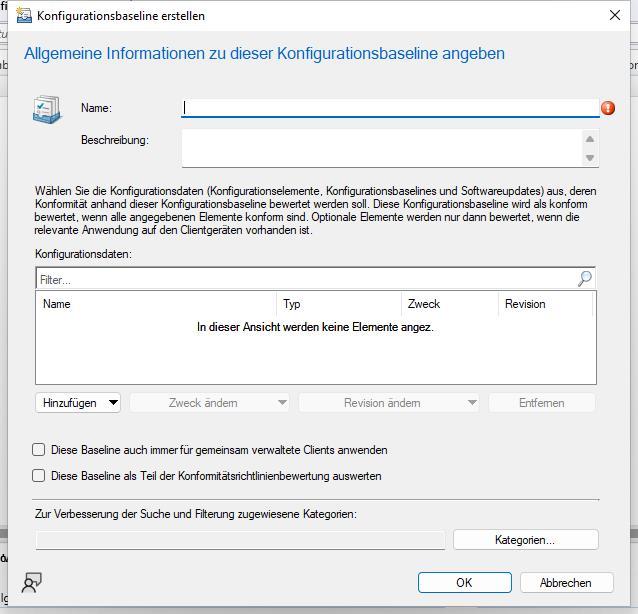 Konfigurationsbaseline erstellen
Allgemeine Informationen zu dieser Konfigurationsbaseline angeben
Name:
Beschreibung:
Wählen Sie die Konfigurationsdaten (Konfigurationselemente, Konfigurationsbaselines und Softwareupdates) aus, deren
Konformität anhand dieser Konfigurationsbaseline bewertet werden soll. Diese Konfigurationsbaseline wird als konform
bewertet, wenn alle angegebenen Elemente konform sind. Optionale Elemente werden nur dann bewertet, wenn die
relevante Anwendung auf den Clientgeräten vorhanden ist.
Konfigurationsdaten:
Filter...
Name Typ Zweck Revision
In dieser Ansicht werden keine Elemente angez.
Hinzufügen Zweck ändern Revision ändern Entfernen
Diese Baseline auch immer für gemeinsam verwaltete Clients anwenden
Diese Baseline als Teil der Konformitätsrichtlinienbewertung auswerten
Zur Verbesserung der Suche und Filterung zugewiesene Kategorien:
Kategorien...
OK Abbrechen